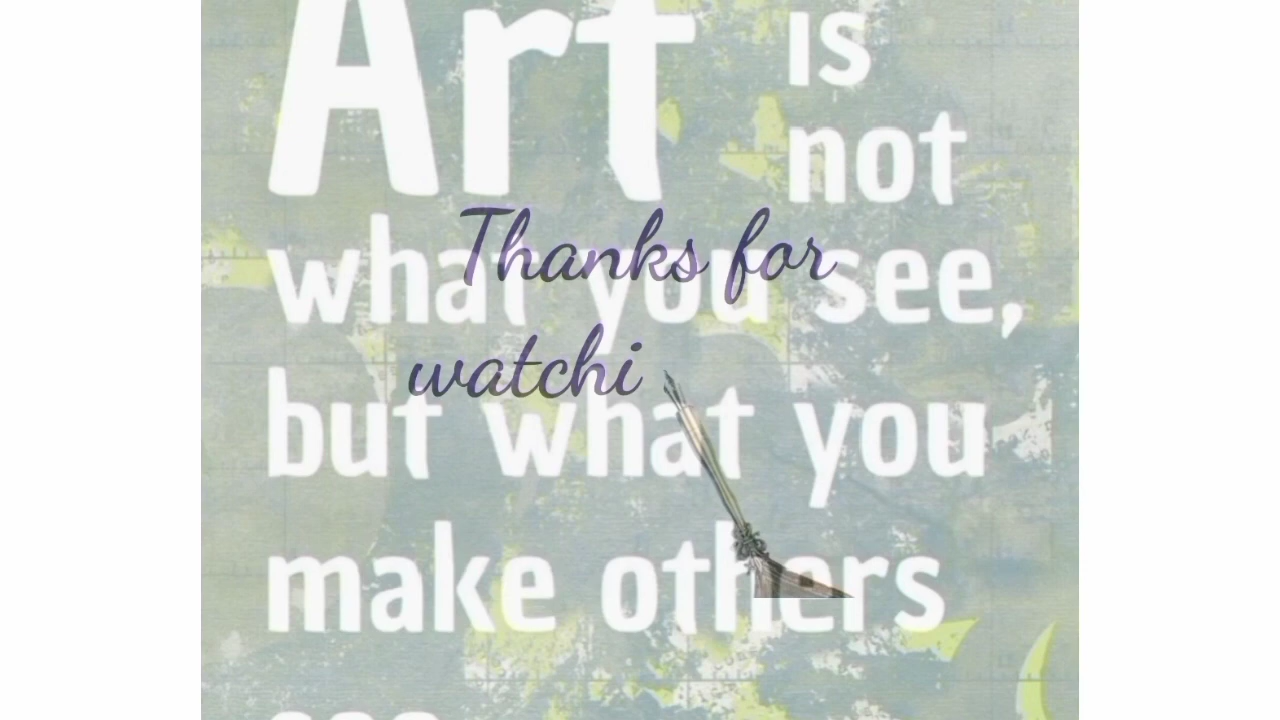 Art is
not
Thanks for
what you see,
watchi
but what you
make others